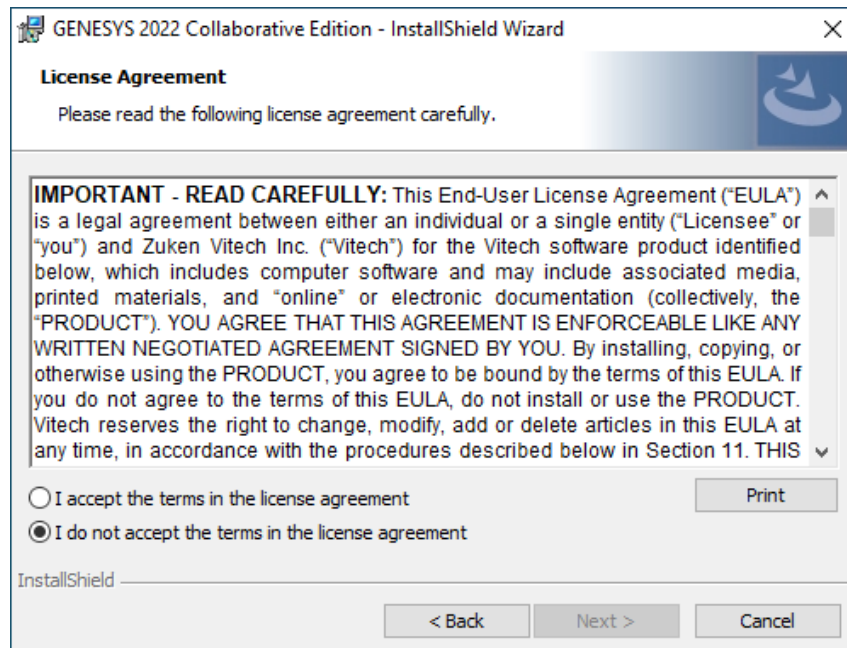 GENESYS 2022 Collaborative Edition - InstallShield Wizard
License Agreement
Please read the following license agreement carefully.
IMPORTANT - READ CAREFULLY: This End-User License Agreement (“EULA”)
is a legal agreement between either an individual or a single entity (“Licensee” or
“you”) and Zuken Vitech Inc. (“Vitech”) for the Vitech software product identified
below, which includes computer software and may include associated media,
printed materials, and “online” or electronic documentation (collectively, the
“PRODUCT”). YOU AGREE THAT THIS AGREEMENT IS ENFORCEABLE LIKE ANY
WRITTEN NEGOTIATED AGREEMENT SIGNED BY YOU. By installing, copying, or
otherwise using the PRODUCT, you agree to be bound by the terms of this EULA. If
you do not agree to the terms of this EULA, do not install or use the PRODUCT.
Vitech reserves the right to change, modify, add or delete articles in this EULA at
any time, in accordance with the procedures described below in Section 11. THIS
I accept the terms in the license agreement
Print
I do not accept the terms in the license agreement
InstallShield
< Back
Next >
Cancel